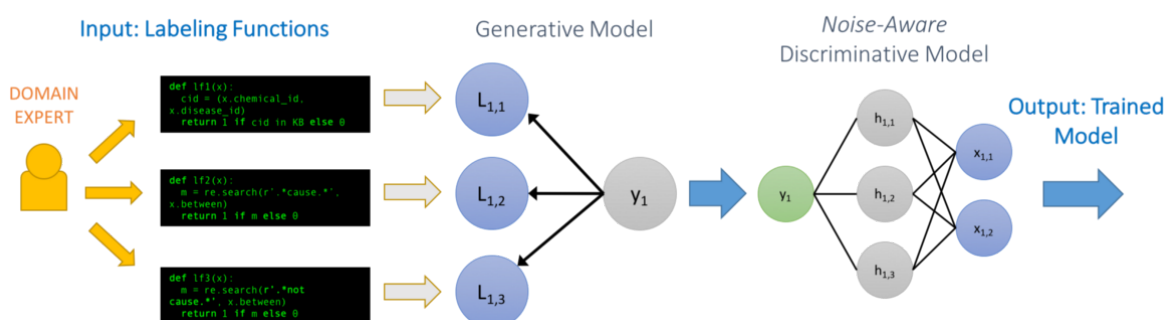 Input: Labeling Functions
Generative Model
Noise-Aware
Discriminative Model
DOMAIN
EXPERT
def lf1(x):
cid = (x.chemical_id,
x.disease_id)
return 1 if cid in KB else 0
def lf2(x):
m = re.search(r'.*cause.*',
x.between)
return 1 if m else 0
def lf3(x):
m = re.search(r'.*not
cause.*', x.between)
return 1 if m else 0
L1,1
L1,2
L1,3
y1
y1
h1,1
h1,2
h1,3
x1,1
x1,2
Output: Trained
Model